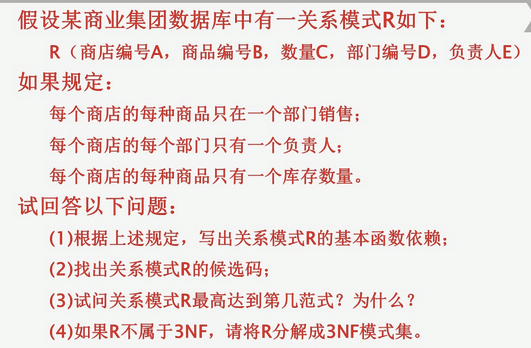 假设某商业集团数据库中有一关系模式R如下：
R（商店编号A，商品编号B，数量C，部门编号D，负责人E）
如果规定：
每个商店的每种商品只在一个部门销售；
每个商店的每个部门只有一个负责人；
每个商店的每种商品只有一个库存数量。
试回答以下问题：
(1)根据上述规定，写出关系模式R的基本函数依赖；
(2)找出关系模式R的候选码；
(3)试问关系模式R最高达到第几范式？为什么？
(4)如果R不属于3NF，请将R分解成3NF模式集。